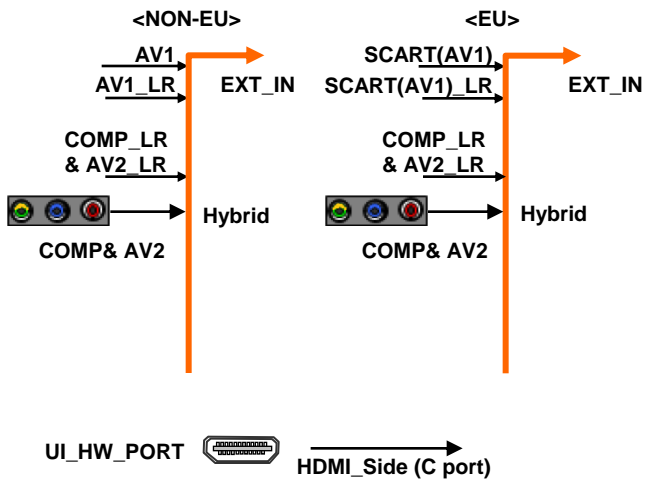 <NON-EU>
AV1
AV1_LR
EXT_IN
COMP_LR
& AV2_LR
Hybrid
COMP& AV2
<EU>
SCART(AV1)
SCART(AV1)_LR
EXT_IN
COMP_LR
& AV2_LR
Hybrid
COMP& AV2
UI_HW_PORT
HDMI_Side (C port)